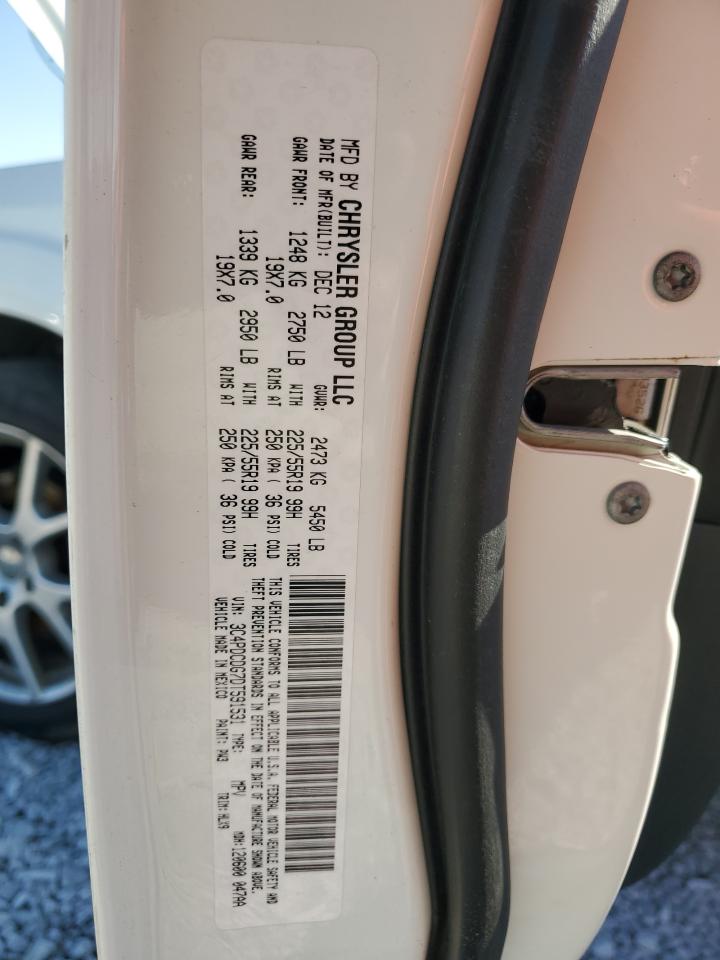 MFD BY CHRYSLER GROUP LLC
DATE OF MFR(BUILT): DEC 12 GVWR: 2473 KG 5450 LB
GAWR FRONT: 1248 KG 2750 LB WITH 225/55R19 99H TIRES
19X7.0 RIMS AT 250 KPA ( 36 PSI) COLD
GAWR REAR: 1339 KG 2950 LB WITH 225/55R19 99H TIRES
19X7.0 RIMS AT 250 KPA ( 36 PSI) COLD
THIS VEHICLE CONFORMS TO ALL APPLICABLE U.S.A. FEDERAL MOTOR VEHICLE SAFETY AND
THEFT PREVENTION STANDARDS IN EFFECT ON THE DATE OF MANUFACTURE SHOWN ABOVE.
VIN: 3C4PDCDG7DT591531 TYPE: MPV MDH:120600 047AA
VEHICLE MADE IN MEXICO PAINT: PW3 TRIM:HLX9